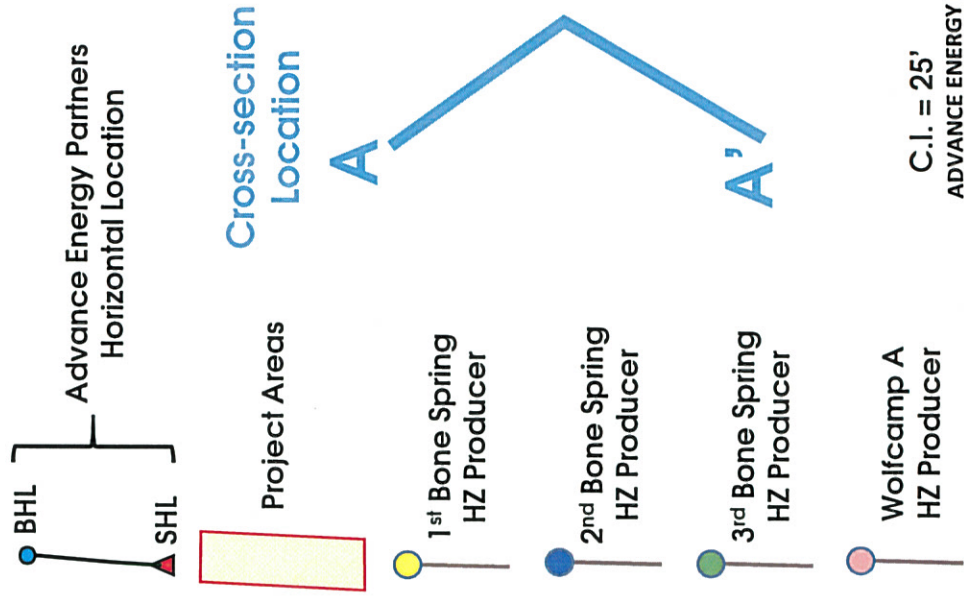 BHL
SHL
Advance Energy Partners
Horizontal Location
Project Areas
Cross-section
Location
A
A'
1st Bone Spring
HZ Producer
2nd Bone Spring
HZ Producer
3rd Bone Spring
HZ Producer
Wolfcamp A
HZ Producer
C.I. = 25'
ADVANCE ENERGY